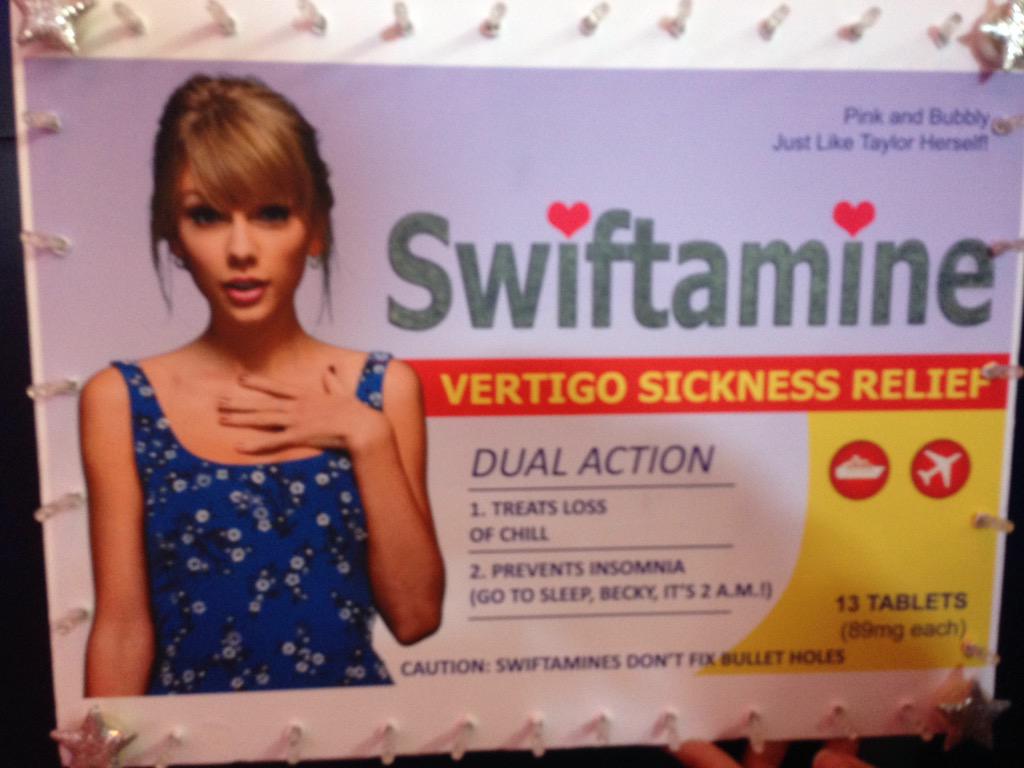 Pink and Bubbly
Just Like Taylor Herself!
Swiftamine
VERTIGO SICKNESS RELIEF
DUAL ACTION
1. TREATS LOSS
OF CHILL
2. PREVENTS INSOMNIA
(GO TO SLEEP, BECKY, IT'S 2 A.M.!)
13 TABLETS
(89mg each)
CAUTION: SWIFTAMINES DON'T FIX BULLET HOLES